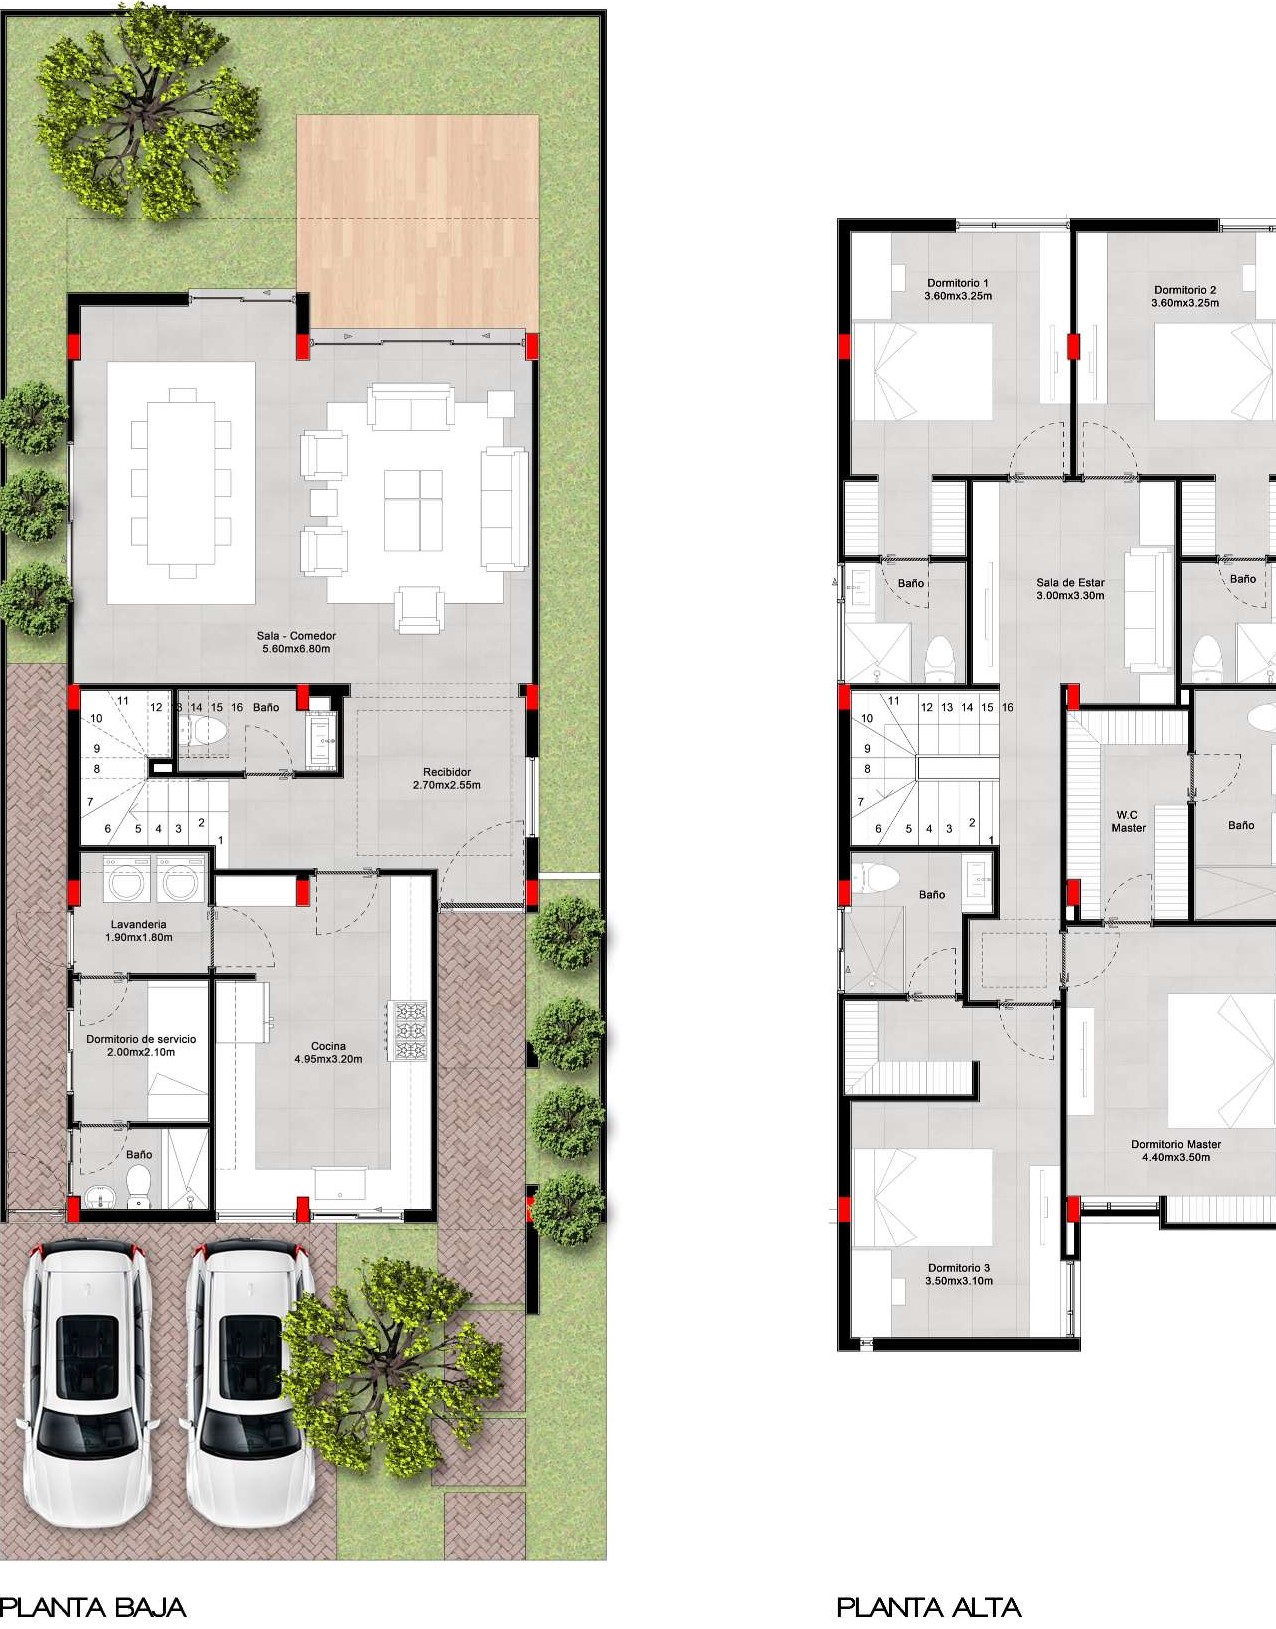 Sala - Comedor
5.60mx6.80m
11
10
12
13
14
15
16
Baño
9
8
7
6
5
4
3
2
1
Recibidor
2.70mx2.55m
Lavanderia
1.90mx1.80m
Dormitorio de servicio
2.00mx2.10m
Cocina
4.95mx3.20m
Baño
PLANTA BAJA
Dormitorio 1
3.60mx3.25m
Dormitorio 2
3.60mx3.25m
Baño
Sala de Estar
3.00mx3.30m
Baño
11
10
12
13
14
15
16
9
8
7
6
5
4
3
2
1
W.C
Master
Baño
Baño
Dormitorio Master
4.40mx3.50m
Dormitorio 3
3.50mx3.10m
PLANTA ALTA